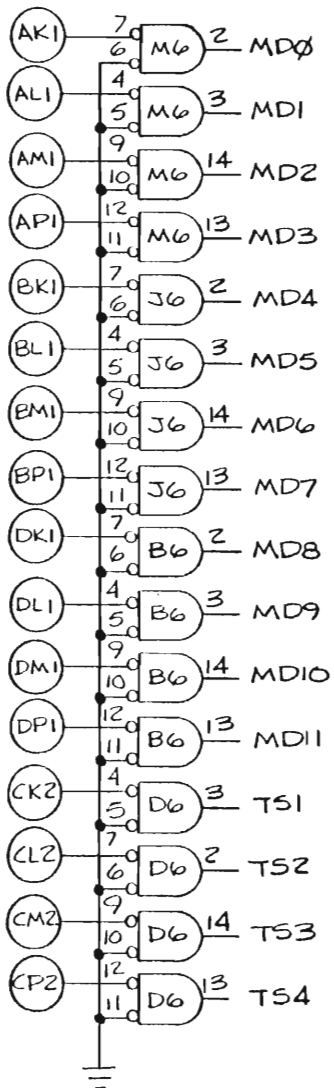 AK1 7 6 M6 2 MDØ
AL1 4 5 M6 3 MD1
AM1 9 10 M6 14 MD2
AP1 12 11 M6 13 MD3
BK1 7 6 J6 2 MD4
BL1 4 5 J6 3 MD5
BM1 9 10 J6 14 MD6
BP1 12 11 J6 13 MD7
DK1 7 6 B6 2 MD8
DL1 4 5 B6 3 MD9
DM1 9 10 B6 14 MD10
DP1 12 11 B6 13 MD11
CK2 4 5 D6 3 TS1
CL2 7 6 D6 2 TS2
CM2 9 10 D6 14 TS3
CP2 12 11 D6 13 TS4